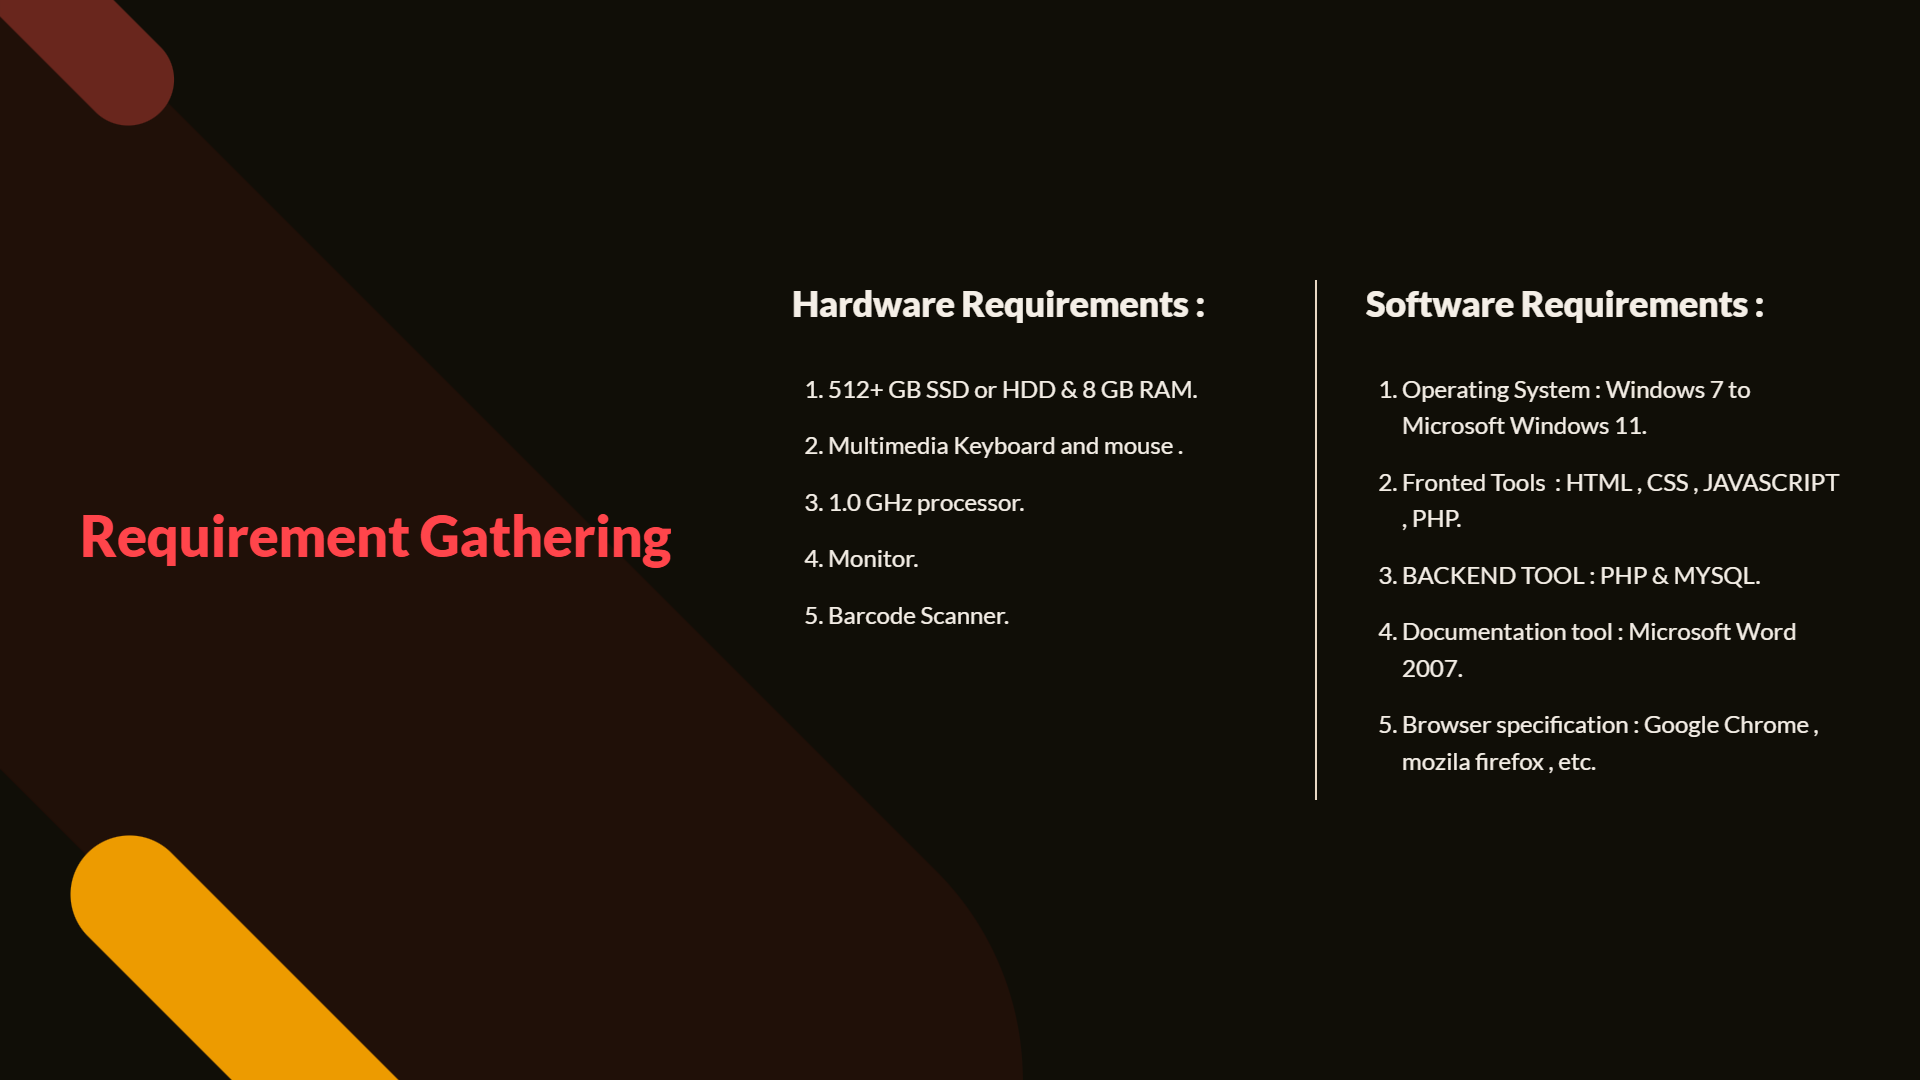 Requirement Gathering
Hardware Requirements :
1. 512+ GB SSD or HDD & 8 GB RAM.
2. Multimedia Keyboard and mouse .
3. 1.0 GHz processor.
4. Monitor.
5. Barcode Scanner.
Software Requirements :
1. Operating System : Windows 7 to
Microsoft Windows 11.
2. Fronted Tools  : HTML , CSS , JAVASCRIPT
, PHP.
3. BACKEND TOOL : PHP & MYSQL.
4. Documentation tool : Microsoft Word
2007.
5. Browser specification : Google Chrome ,
mozila firefox , etc.